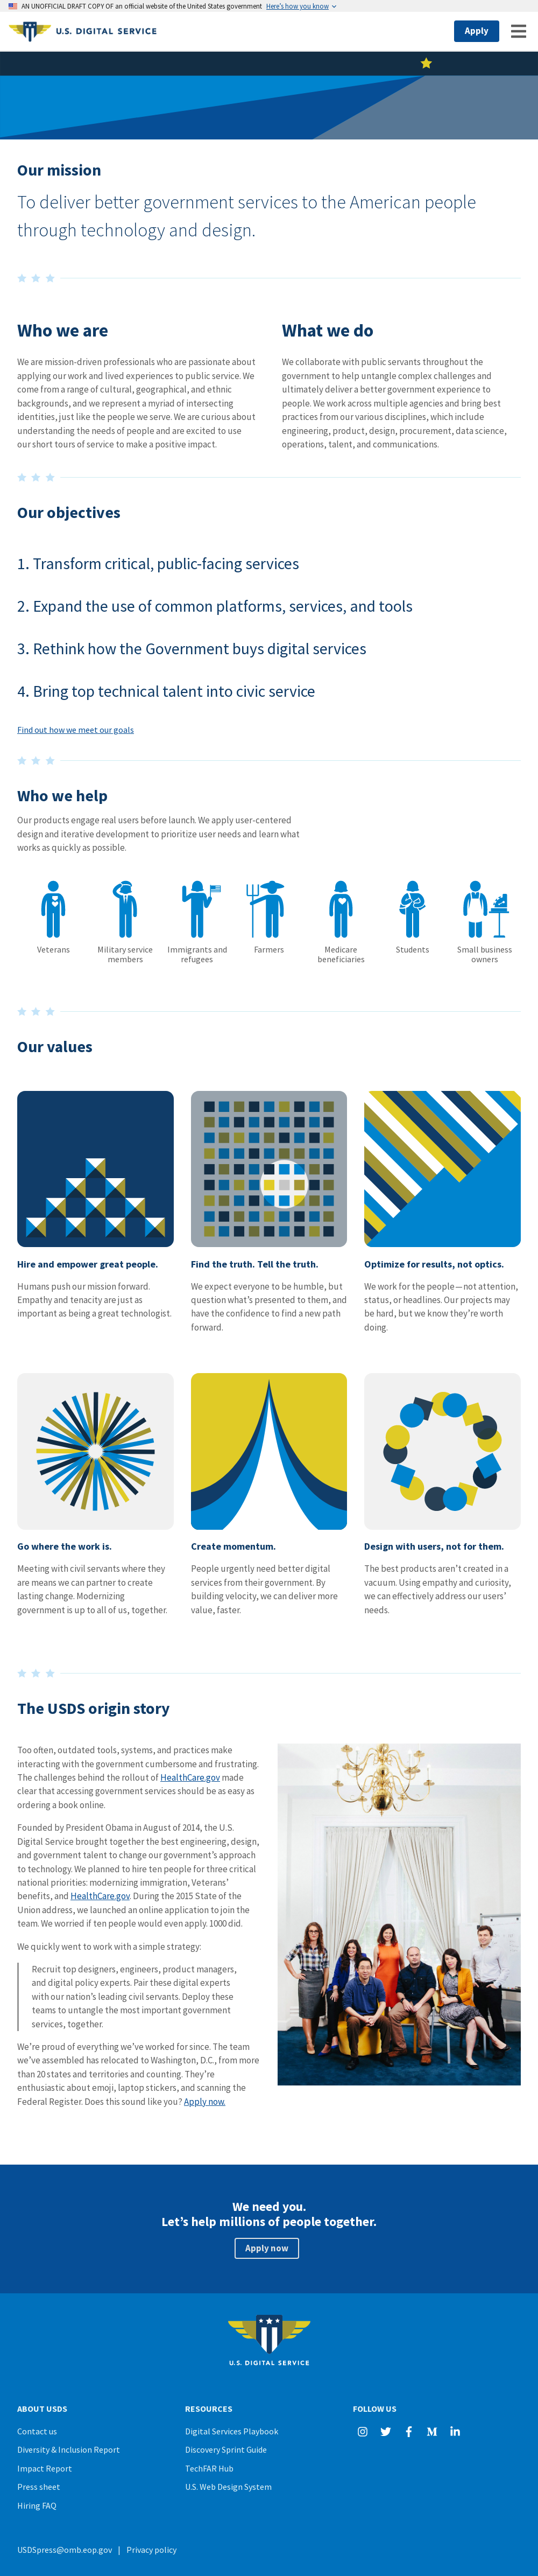 AN UNOFFICIAL DRAFT COPY OF an official website of the United States government Here's how you know
U.S. DIGITAL SERVICE
Apply
Our mission
To deliver better government services to the American people
through technology and design.
Who we are
We are mission-driven professionals who are passionate about
applying our work and lived experiences to public service. We
come from a range of cultural, geographical, and ethnic
backgrounds, and we represent a myriad of intersecting
identities, just like the people we serve. We are curious about
understanding the needs of people and are excited to use
our short tours of service to make a positive impact.
What we do
We collaborate with public servants throughout the
government to help untangle complex challenges and
ultimately deliver a better government experience to
people. We work across multiple agencies and bring best
practices from our various disciplines, which include
engineering, product, design, procurement, data science,
operations, talent, and communications.
Our objectives
1. Transform critical, public-facing services
2. Expand the use of common platforms, services, and tools
3. Rethink how the Government buys digital services
4. Bring top technical talent into civic service
Find out how we meet our goals
Who we help
Our products engage real users before launch. We apply user-centered
design and iterative development to prioritize user needs and learn what
works as quickly as possible.
Veterans
Military service
members
Immigrants and
refugees
Farmers
Medicare
beneficiaries
Students
Small business
owners
Our values
Hire and empower great people.
Humans push our mission forward.
Empathy and tenacity are just as
important as being a great technologist.
Find the truth. Tell the truth.
We expect everyone to be humble, but
question what's presented to them, and
have the confidence to find a new path
forward.
Optimize for results, not optics.
We work for the people—not attention,
status, or headlines. Our projects may
be hard, but we know they're worth
doing.
Go where the work is.
Meeting with civil servants where they
are means we can partner to create
lasting change. Modernizing
government is up to all of us, together.
Create momentum.
People urgently need better digital
services from their government. By
building velocity, we can deliver more
value, faster.
Design with users, not for them.
The best products aren't created in a
vacuum. Using empathy and curiosity,
we can effectively address our users'
needs.
The USDS origin story
Too often, outdated tools, systems, and practices make
interacting with the government cumbersome and frustrating.
The challenges behind the rollout of HealthCare.gov made
clear that accessing government services should be as easy as
ordering a book online.
Founded by President Obama in August of 2014, the U.S.
Digital Service brought together the best engineering, design,
and government talent to change our government's approach
to technology. We planned to hire ten people for three critical
national priorities: modernizing immigration, Veterans'
benefits, and HealthCare.gov. During the 2015 State of the
Union address, we launched an online application to join the
team. We worried if ten people would even apply. 1000 did.
We quickly went to work with a simple strategy:
Recruit top designers, engineers, product managers,
and digital policy experts. Pair these digital experts
with our nation's leading civil servants. Deploy these
teams to untangle the most important government
services, together.
We're proud of everything we've worked for since. The team
we've assembled has relocated to Washington, D.C., from more
than 20 states and territories and counting. They're
enthusiastic about emoji, laptop stickers, and scanning the
Federal Register. Does this sound like you? Apply now.
We need you.
Let's help millions of people together.
Apply now
U.S. DIGITAL SERVICE
ABOUT USDS
Contact us
Diversity & Inclusion Report
Impact Report
Press sheet
Hiring FAQ
RESOURCES
Digital Services Playbook
Discovery Sprint Guide
TechFAR Hub
U.S. Web Design System
FOLLOW US
USDSpress@omb.eop.gov | Privacy policy